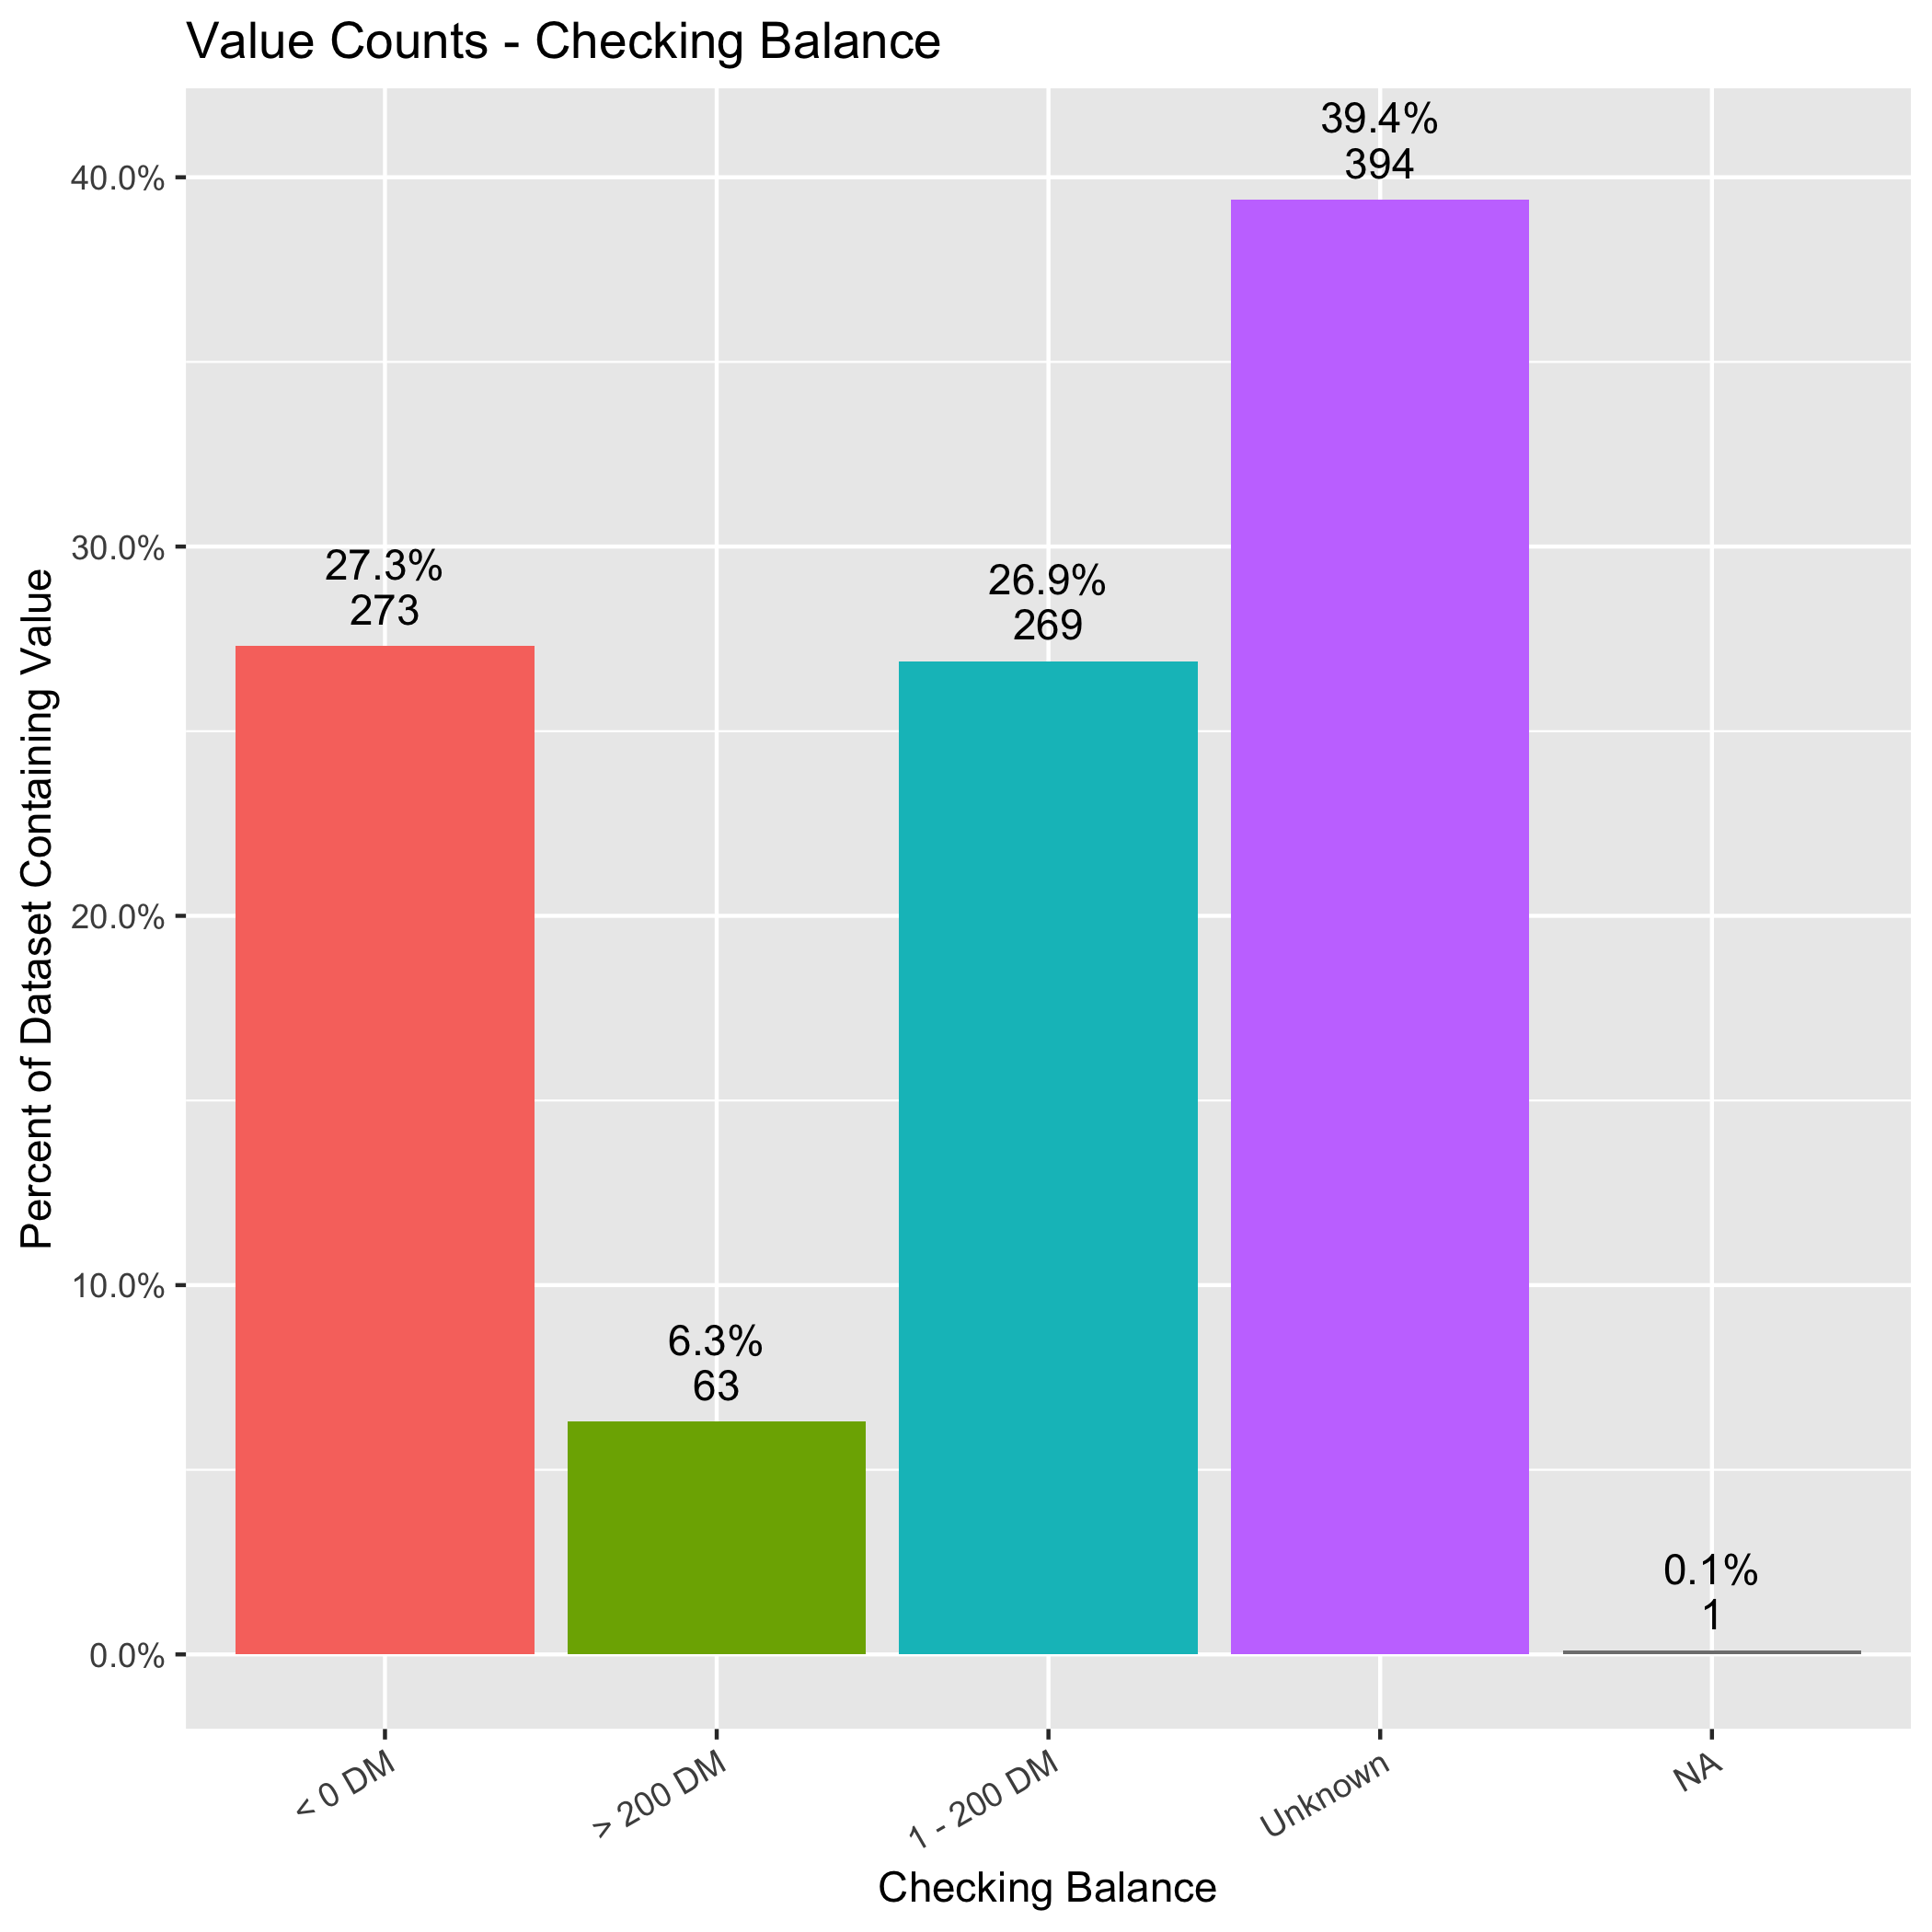 Value Counts - Checking Balance
Percent of Dataset Containing Value
40.0%
30.0%
20.0%
10.0%
0.0%
27.3%
273
6.3%
63
26.9%
269
39.4%
394
0.1%
1
< 0 DM
> 200 DM
1 - 200 DM
Unknown
NA
Checking Balance